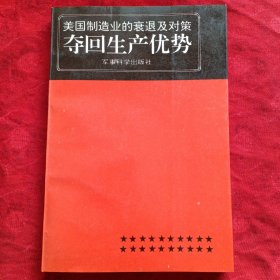 美国制造业的衰退及对策
夺回生产优势
军事科学出版社